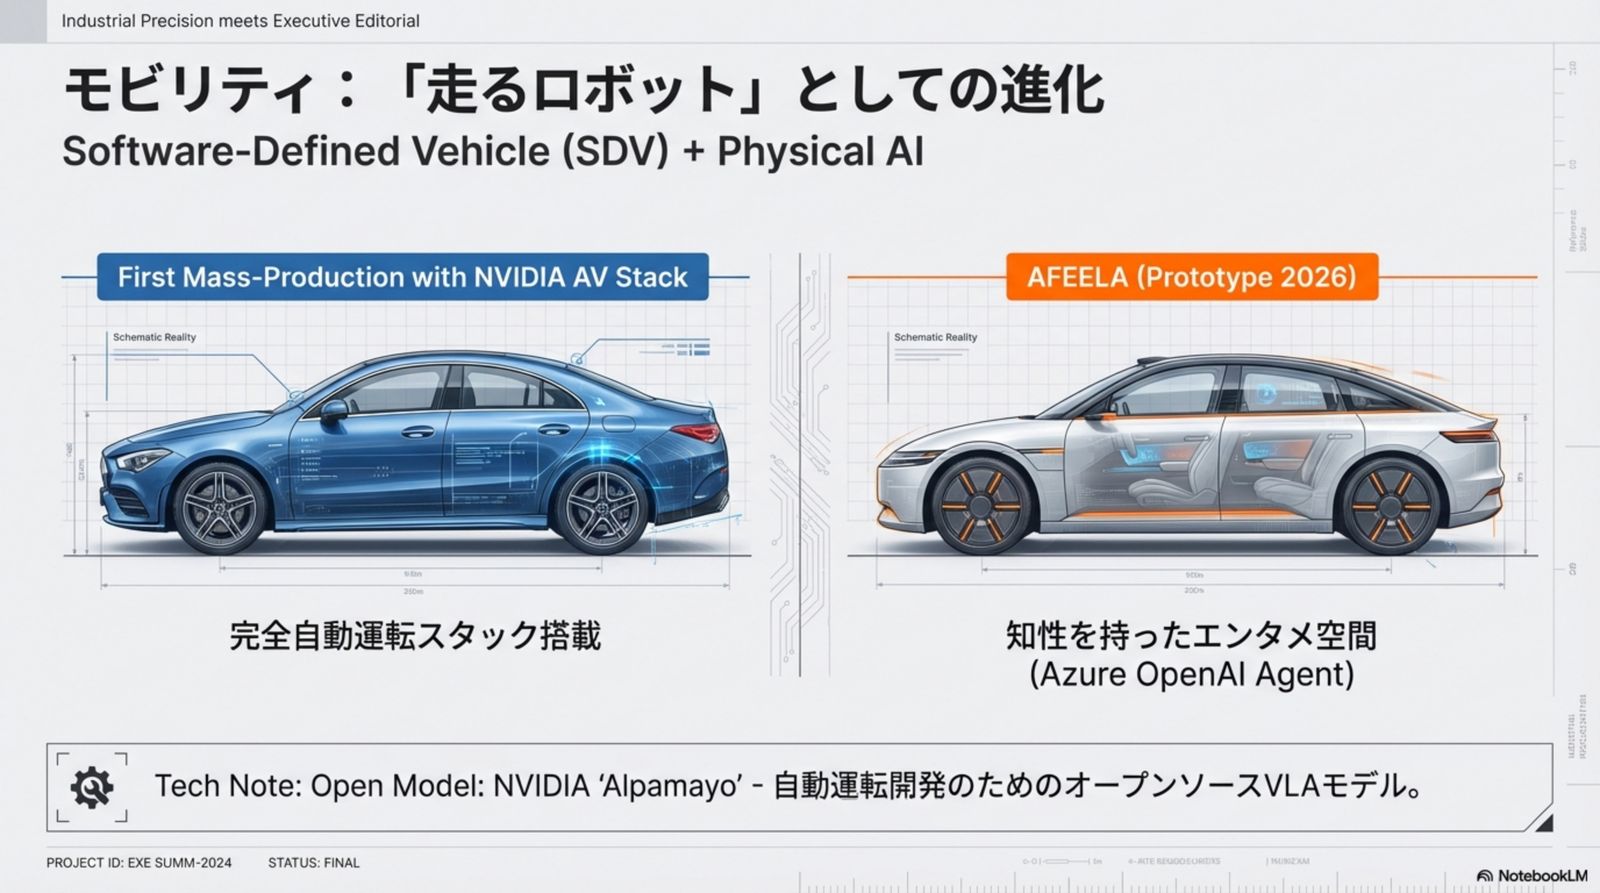 Industrial Precision meets Executive Editorial
モビリティ：「走るロボット」としての進化
Software-Defined Vehicle (SDV) + Physical AI
First Mass-Production with NVIDIA AV Stack
Schematic Reality
完全自動運転スタック搭載
AFEELA (Prototype 2026)
Schematic Reality
知性を持ったエンタメ空間
(Azure OpenAI Agent)
Tech Note: Open Model: NVIDIA ‘Alpamayo’ - 自動運転開発のためのオープンソースVLAモデル。
PROJECT ID: EXE SUMM-2024
STATUS: FINAL
NotebookLM